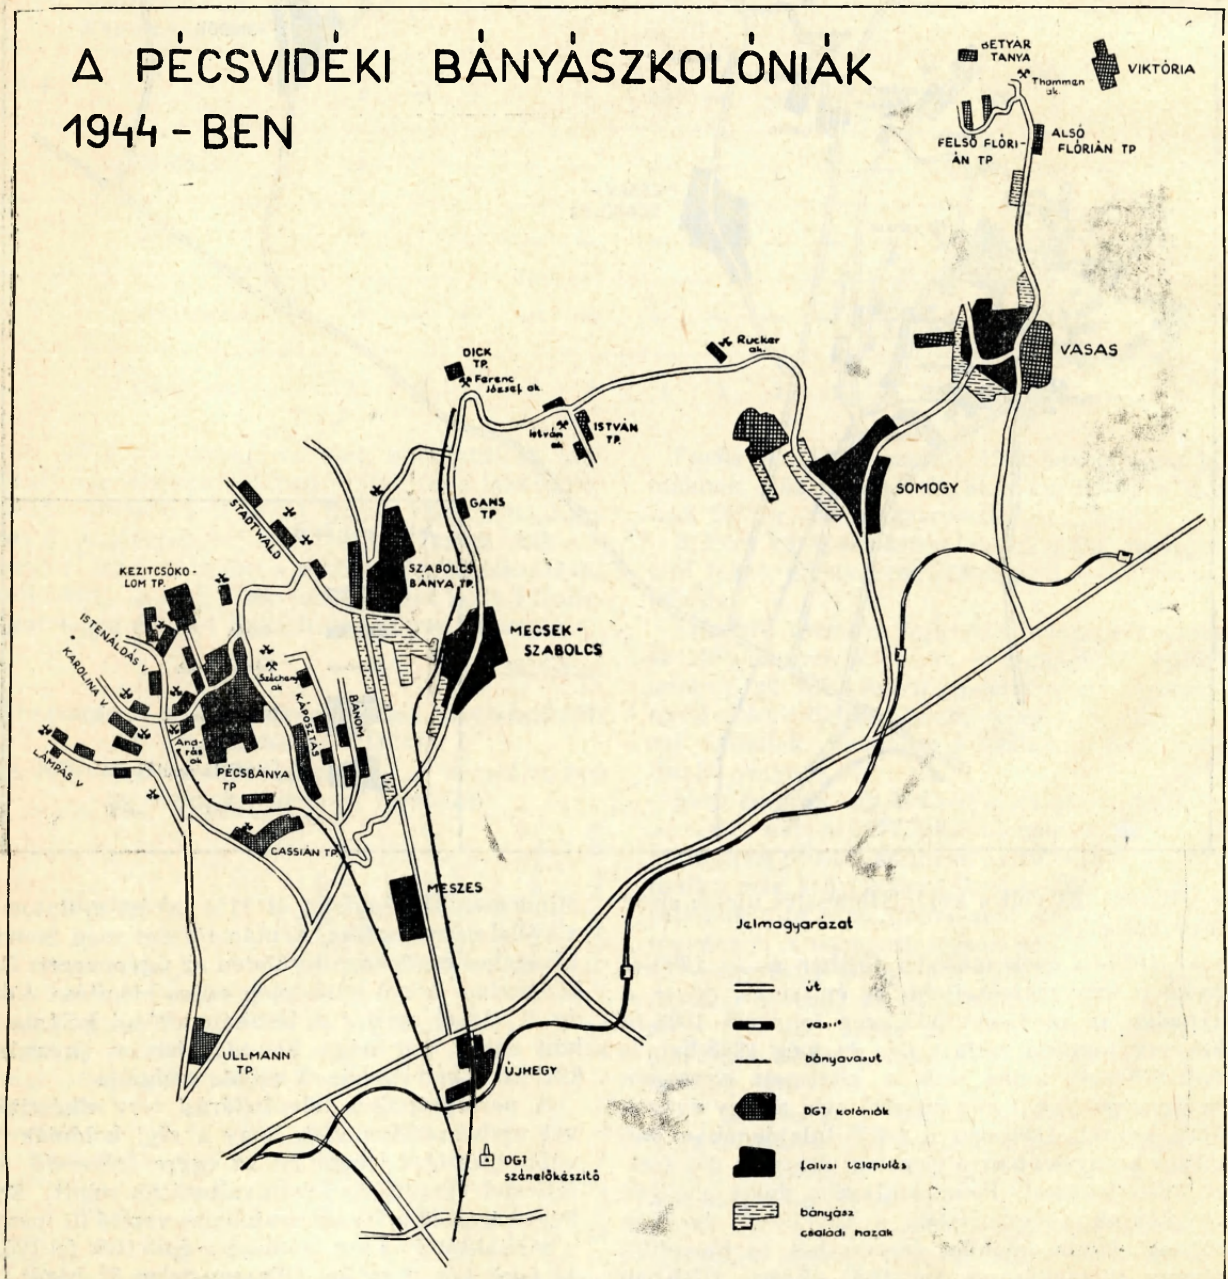 A PÉCSVIDÉKI BÁNYÁSZKOLÓNIÁK
1944-BEN
BETYÁR
TANYA
VIKTÓRIA
Thommen
ak.
FELSŐ FLÓRI-
ÁN TP
ALSÓ
FLÓRIÁN TP
VASAS
Rucker
ak.
DICK
TP.
Ferenc
József ak.
István
ak
ISTVÁN
TP.
SOMOGY
GANS
TP
STADTWALD
SZABOLCS
BÁNYA TP.
KEZITCSÓKO-
LOM TP.
ISTENÁLDÁS V
KAROLINA V.
LÁMPÁS V
MECSEK-
SZABOLCS
Széchenyi
ak
KÁPOSZTÁS
BÁNOM
And-
rás
ak
PÉCSBÁNYA
TP
CASSIAN TP.
MESZES
ULLMANN
TP.
ÚJHEGY
DGT
szénelőkészítő
Jelmagyarázat
út
vasút
bányavasut
DGT kolóniák
falusi település
bányász
családi házak